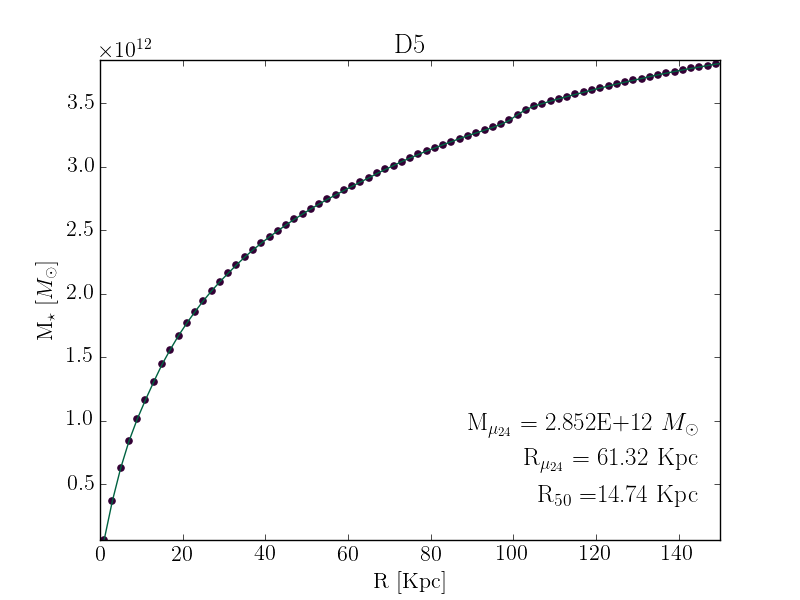 D5
×10¹²
3.5
3.0
2.5
2.0
1.5
1.0
0.5
M⋆ [M⊙]
M_μ₂₄ = 2.852E+12 M⊙
R_μ₂₄ = 61.32 Kpc
R₅₀ =14.74 Kpc
0 20 40 60 80 100 120 140
R [Kpc]